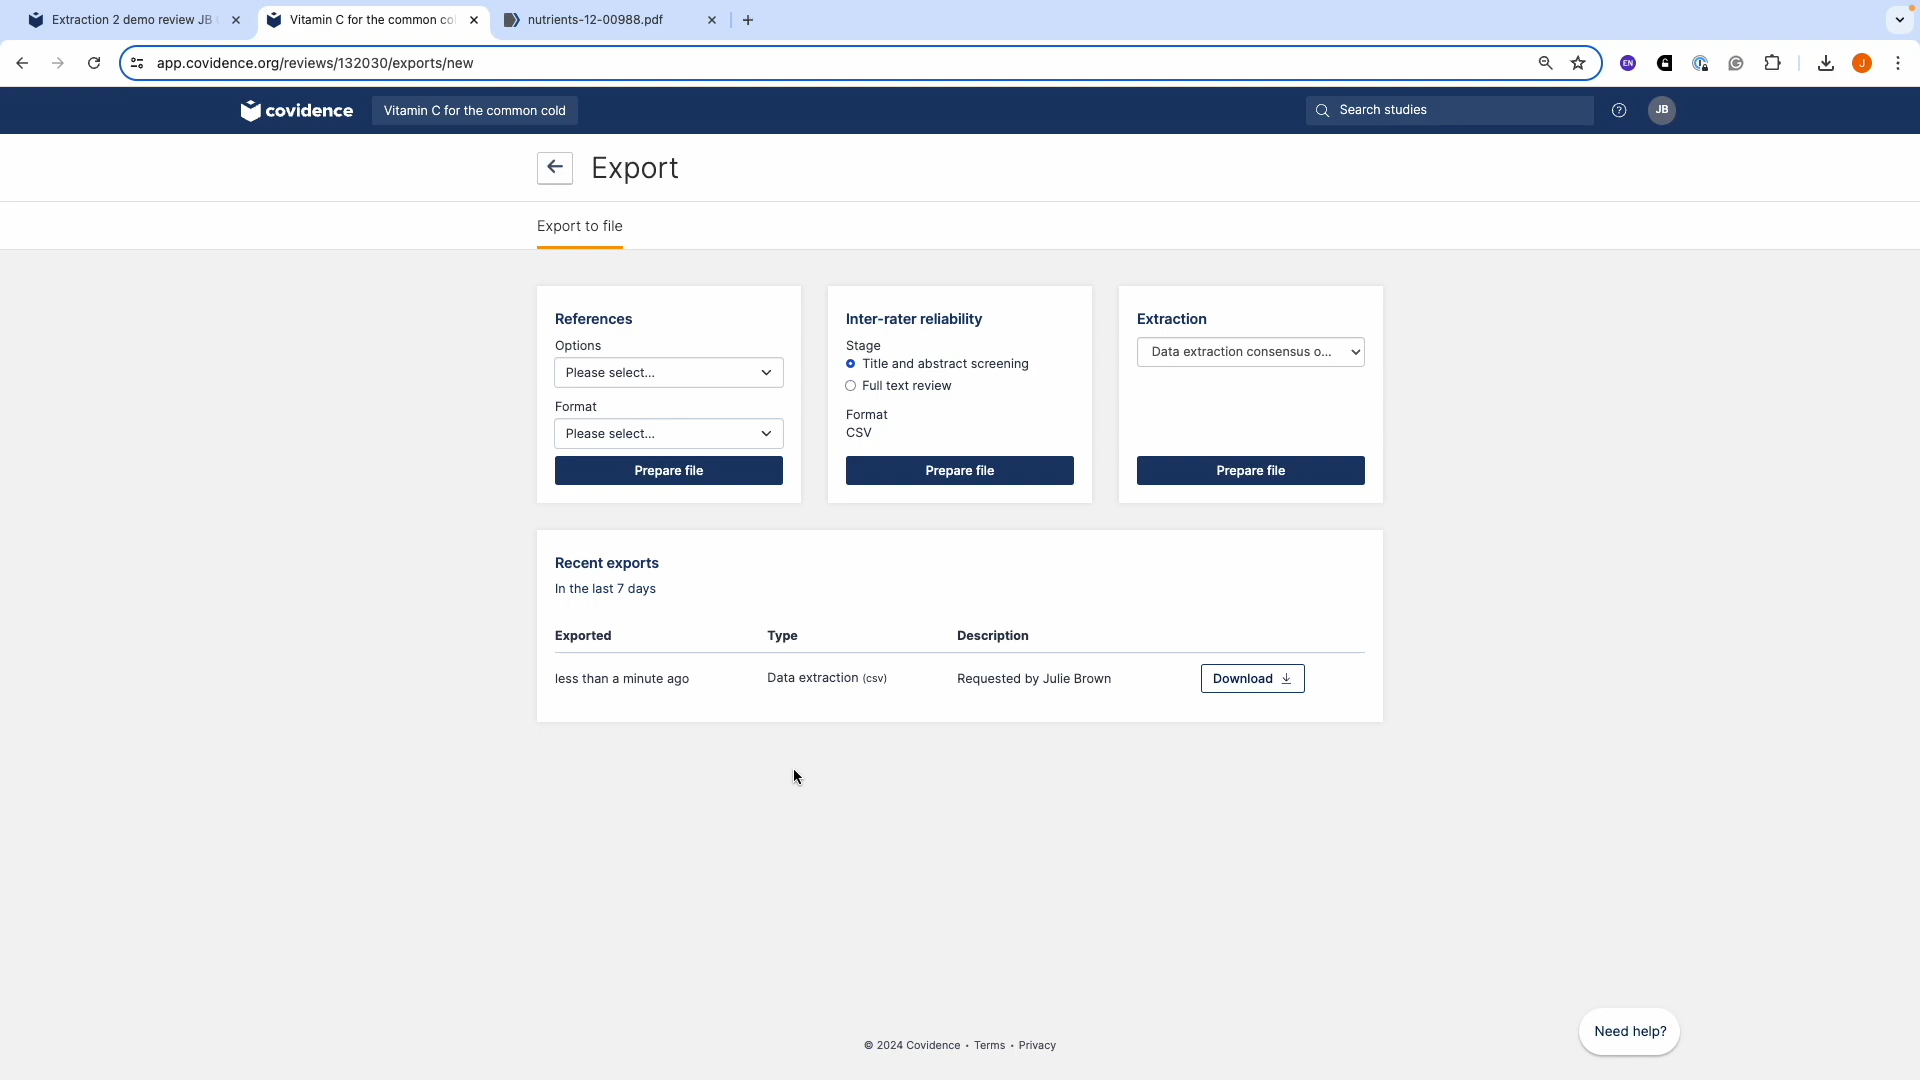 Extraction 2 demo review JB
Vitamin C for the common co
nutrients-12-00988.pdf
app.covidence.org/reviews/132030/exports/new
EN
J
covidence
Vitamin C for the common cold
Search studies
JB
Export
Export to file
References
Options
Please select...
Format
Please select...
Prepare file
Inter-rater reliability
Stage
Title and abstract screening
Full text review
Format
CSV
Prepare file
Extraction
Data extraction consensus o...
Prepare file
Recent exports
In the last 7 days
Exported Type Description
less than a minute ago Data extraction (csv) Requested by Julie Brown Download
Need help?
© 2024 Covidence • Terms • Privacy